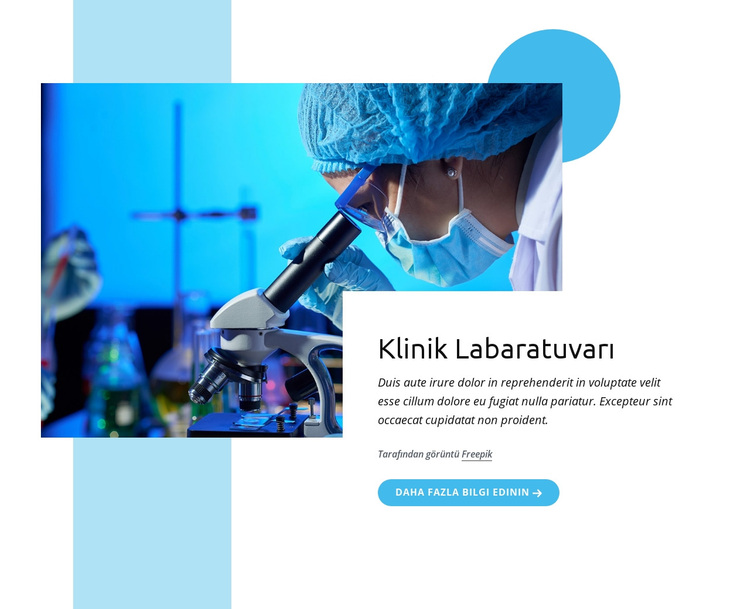 Klinik Labaratuvarı
Duis aute irure dolor in reprehenderit in voluptate velit
esse cillum dolore eu fugiat nulla pariatur. Excepteur sint
occaecat cupidatat non proident.
Tarafından görüntü Freepik
DAHA FAZLA BILGI EDININ →